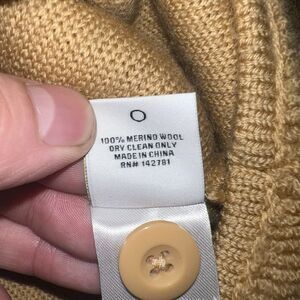 100% MERINO WOOL
DRY CLEAN ONLY
MADE IN CHINA
RN# 142781